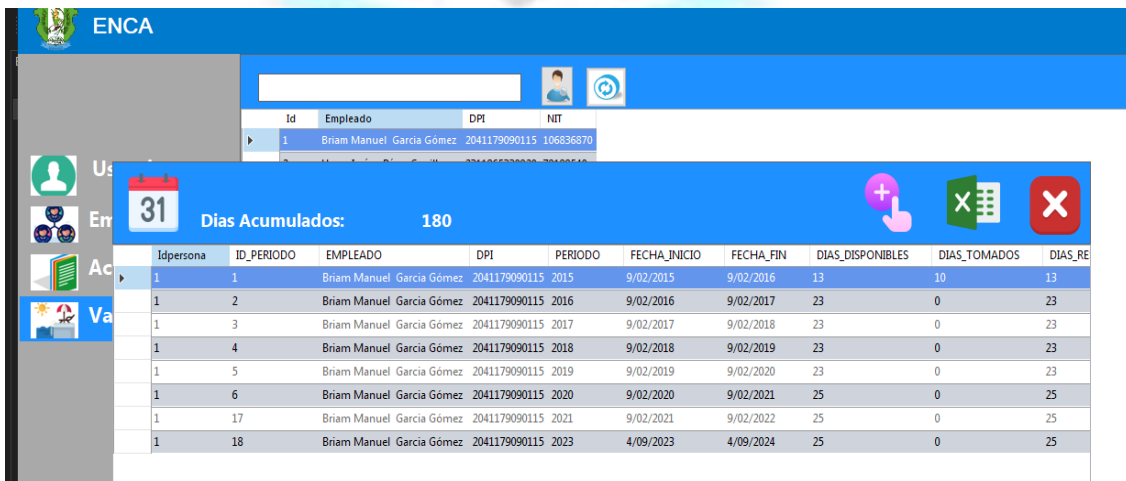 ENCA
Id Empleado DPI NIT
1 Briam Manuel Garcia Gómez 2041179090115 106836870
Us
31 Dias Acumulados: 180
Em
Idpersona ID_PERIODO EMPLEADO DPI PERIODO FECHA_INICIO FECHA_FIN DIAS_DISPONIBLES DIAS_TOMADOS DIAS_RE
Ac
1 1 Briam Manuel Garcia Gómez 2041179090115 2015 9/02/2015 9/02/2016 13 10 13
1 2 Briam Manuel Garcia Gómez 2041179090115 2016 9/02/2016 9/02/2017 23 0 23
Va
1 3 Briam Manuel Garcia Gómez 2041179090115 2017 9/02/2017 9/02/2018 23 0 23
1 4 Briam Manuel Garcia Gómez 2041179090115 2018 9/02/2018 9/02/2019 23 0 23
1 5 Briam Manuel Garcia Gómez 2041179090115 2019 9/02/2019 9/02/2020 23 0 23
1 6 Briam Manuel Garcia Gómez 2041179090115 2020 9/02/2020 9/02/2021 25 0 25
1 17 Briam Manuel Garcia Gómez 2041179090115 2021 9/02/2021 9/02/2022 25 0 25
1 18 Briam Manuel Garcia Gómez 2041179090115 2023 4/09/2023 4/09/2024 25 0 25